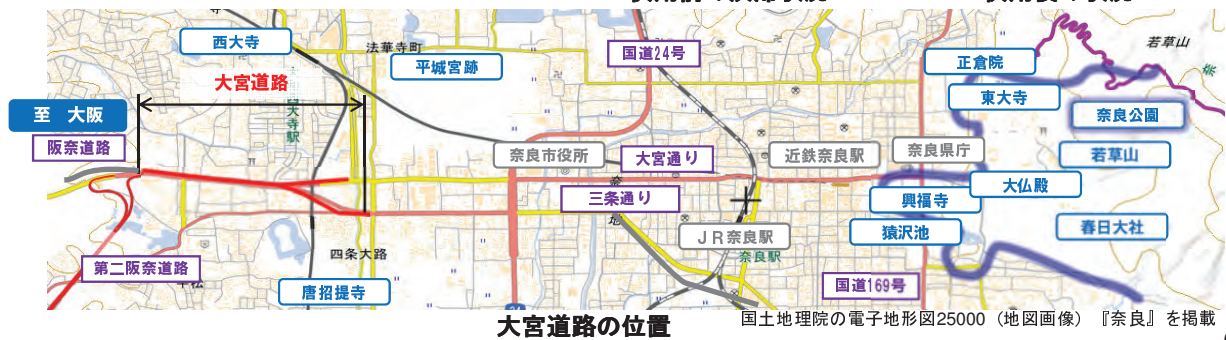 西大寺
法華寺町
平城宮跡
国道24号
正倉院
若草山
大宮道路
東大寺
奈良公園
至 大阪
阪奈道路
奈良市役所
大宮通り
近鉄奈良駅
奈良県庁
若草山
大仏殿
三条通り
興福寺
猿沢池
春日大社
JR奈良駅
奈良駅
四条大路
第二阪奈道路
唐招提寺
国道169号
大宮道路の位置
国土地理院の電子地形図25000（地図画像）『奈良』を掲載